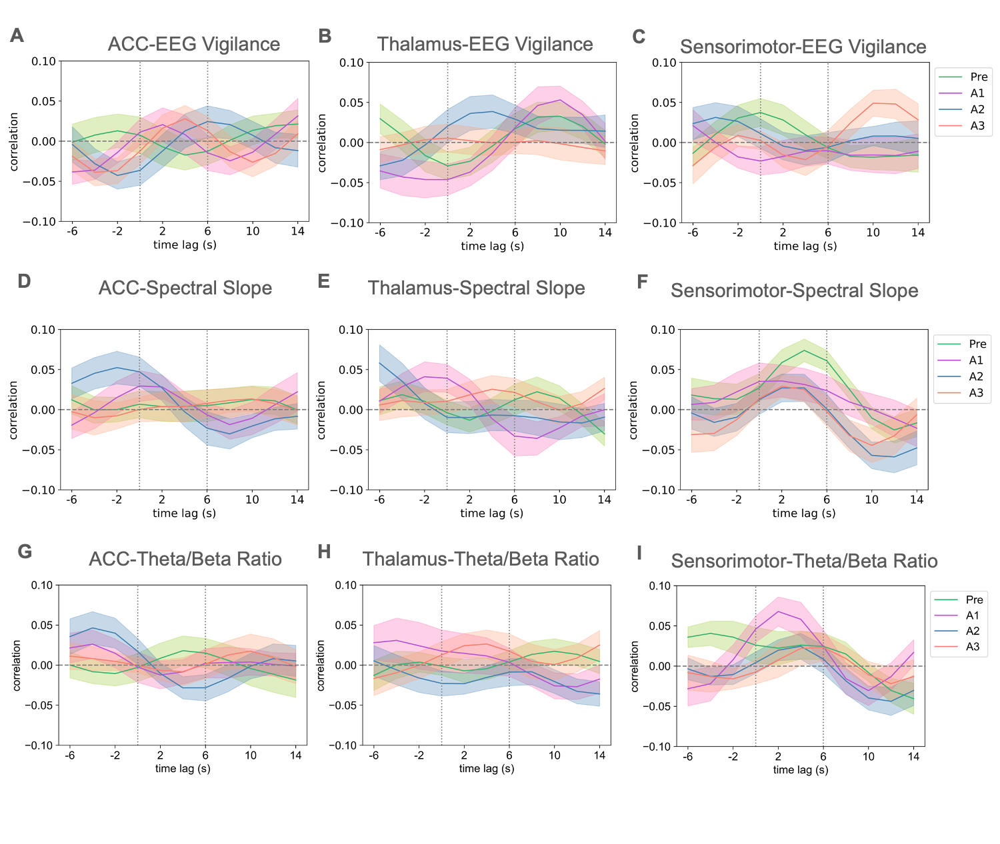 A
ACC-EEG Vigilance
0.10
0.05
0.00
−0.05
−0.10
correlation
-6
-2
2
6
10
14
time lag (s)
B
Thalamus-EEG Vigilance
0.10
0.05
0.00
−0.05
−0.10
correlation
-6
-2
2
6
10
14
time lag (s)
C
Sensorimotor-EEG Vigilance
0.10
0.05
0.00
−0.05
−0.10
correlation
-6
-2
2
6
10
14
time lag (s)
Pre
A1
A2
A3
D
ACC-Spectral Slope
0.10
0.05
0.00
−0.05
−0.10
correlation
-6
-2
2
6
10
14
time lag (s)
E
Thalamus-Spectral Slope
0.10
0.05
0.00
−0.05
−0.10
correlation
-6
-2
2
6
10
14
time lag (s)
F
Sensorimotor-Spectral Slope
0.10
0.05
0.00
−0.05
−0.10
correlation
-6
-2
2
6
10
14
time lag (s)
Pre
A1
A2
A3
G
ACC-Theta/Beta Ratio
0.10
0.05
0.00
−0.05
−0.10
correlation
-6
-2
2
6
10
14
time lag (s)
H
Thalamus-Theta/Beta Ratio
0.10
0.05
0.00
−0.05
−0.10
correlation
-6
-2
2
6
10
14
time lag (s)
I
Sensorimotor-Theta/Beta Ratio
0.10
0.05
0.00
−0.05
−0.10
correlation
-6
-2
2
6
10
14
time lag (s)
Pre
A1
A2
A3